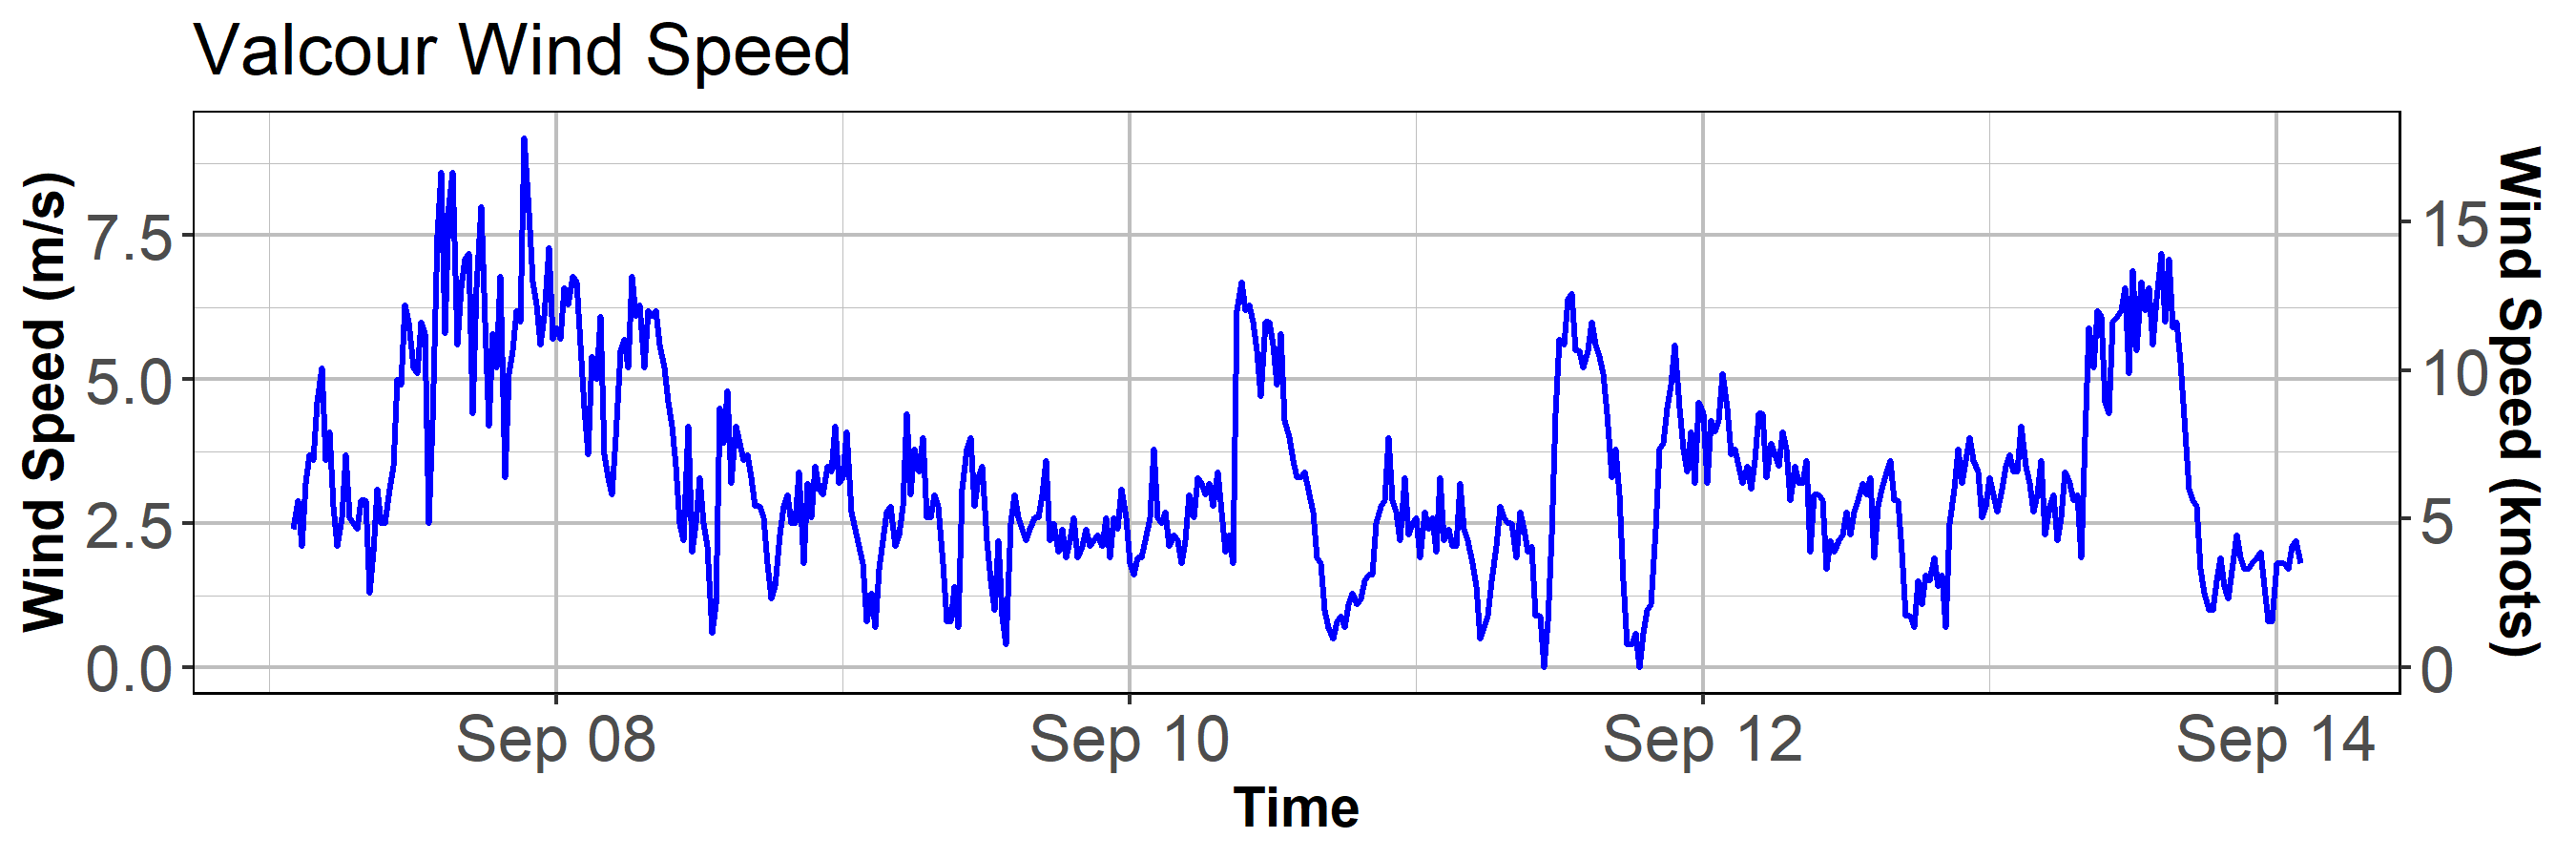 Valcour Wind Speed
Wind Speed (m/s)
7.5
5.0
2.5
0.0
15
10
5
0
Wind Speed (knots)
Sep 08
Sep 10
Sep 12
Sep 14
Time